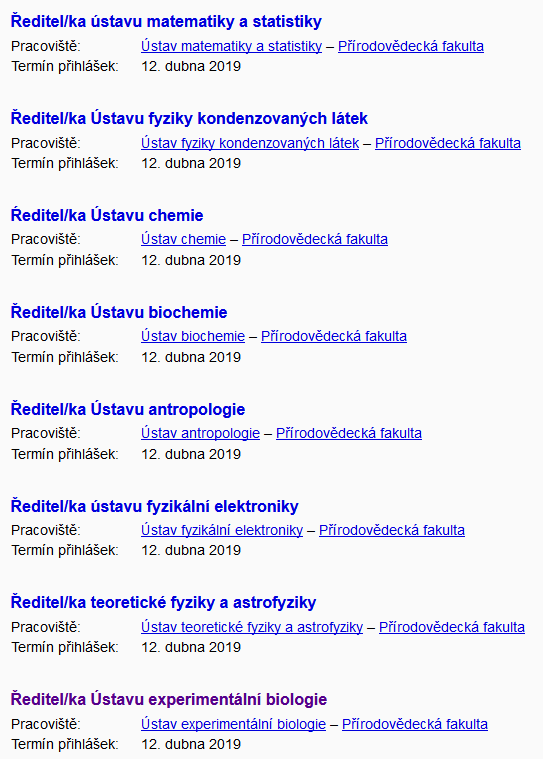 Ředitel/ka ústavu matematiky a statistiky
Pracoviště: Ústav matematiky a statistiky – Přírodovědecká fakulta
Termín přihlášek: 12. dubna 2019
Ředitel/ka Ústavu fyziky kondenzovaných látek
Pracoviště: Ústav fyziky kondenzovaných látek – Přírodovědecká fakulta
Termín přihlášek: 12. dubna 2019
Ŕeditel/ka Ústavu chemie
Pracoviště: Ústav chemie – Přírodovědecká fakulta
Termín přihlášek: 12. dubna 2019
Ředitel/ka Ústavu biochemie
Pracoviště: Ústav biochemie – Přírodovědecká fakulta
Termín přihlášek: 12. dubna 2019
Ředitel/ka Ústavu antropologie
Pracoviště: Ústav antropologie – Přírodovědecká fakulta
Termín přihlášek: 12. dubna 2019
Ředitel/ka ústavu fyzikální elektroniky
Pracoviště: Ústav fyzikální elektroniky – Přírodovědecká fakulta
Termín přihlášek: 12. dubna 2019
Ředitel/ka teoretické fyziky a astrofyziky
Pracoviště: Ústav teoretické fyziky a astrofyziky – Přírodovědecká fakulta
Termín přihlášek: 12. dubna 2019
Ředitel/ka Ústavu experimentální biologie
Pracoviště: Ústav experimentální biologie – Přírodovědecká fakulta
Termín přihlášek: 12. dubna 2019